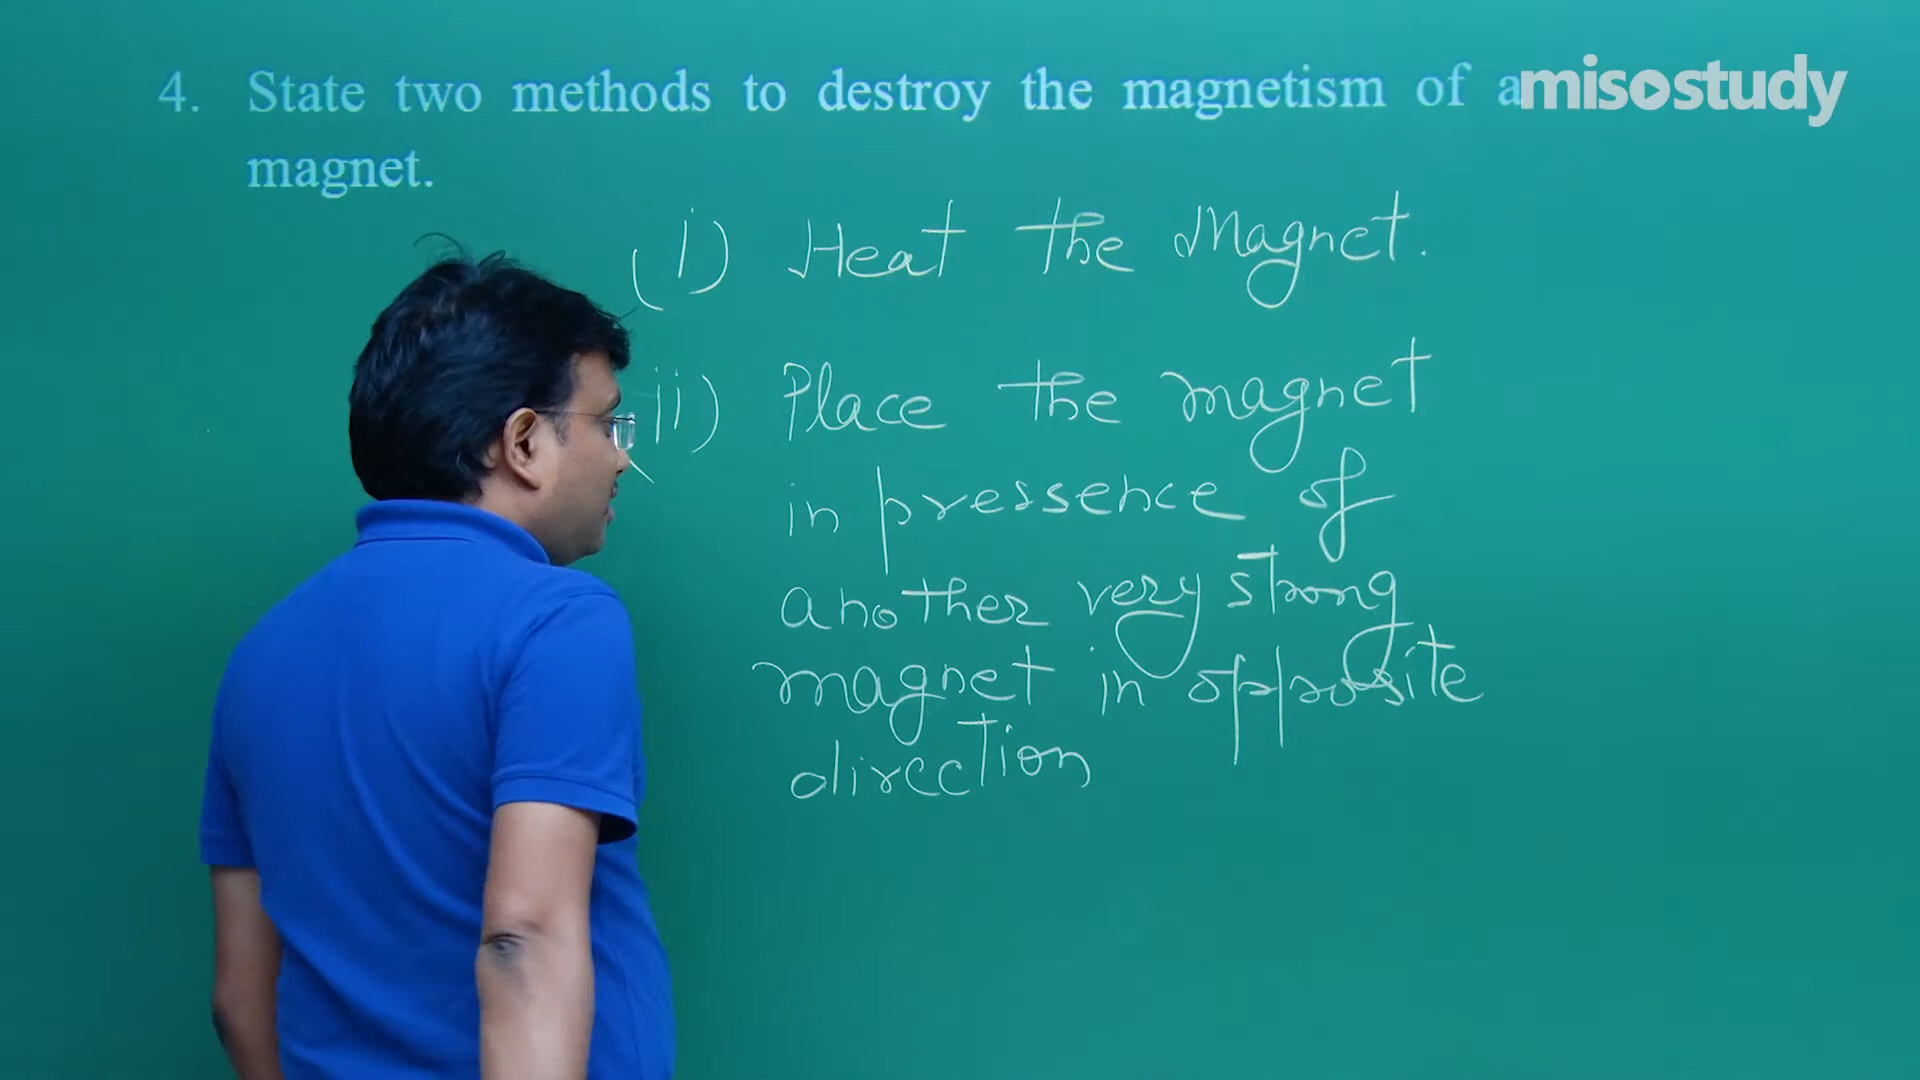 4. State two methods to destroy the magnetism of a
misostudy
magnet.
(i) Heat the Magnet.
(ii) Place the magnet
in pressence of
another very strong
magnet in opposite
direction